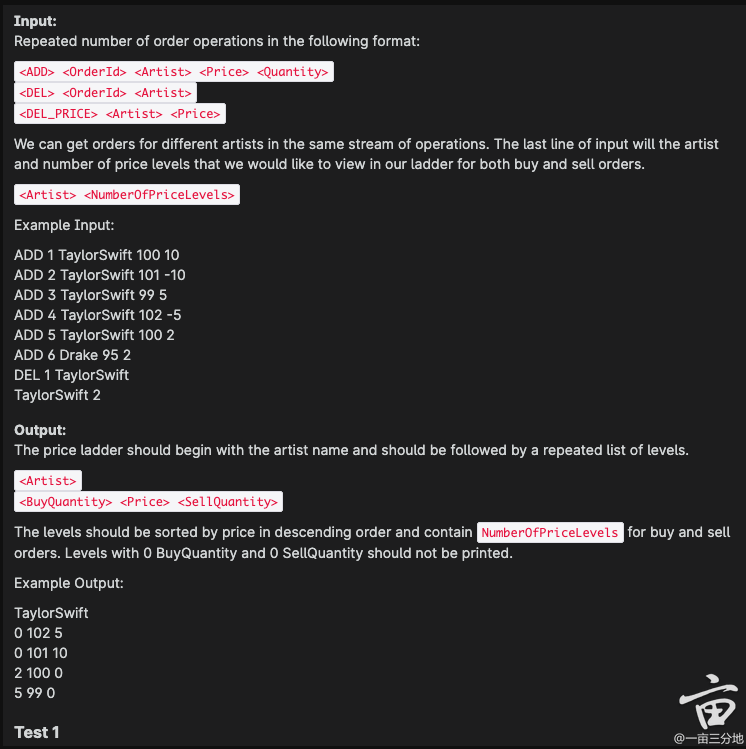 Input:
Repeated number of order operations in the following format:
<ADD> <OrderId> <Artist> <Price> <Quantity>
<DEL> <OrderId> <Artist>
<DEL_PRICE> <Artist> <Price>
We can get orders for different artists in the same stream of operations. The last line of input will the artist
and number of price levels that we would like to view in our ladder for both buy and sell orders.
<Artist> <NumberOfPriceLevels>
Example Input:
ADD 1 TaylorSwift 100 10
ADD 2 TaylorSwift 101 -10
ADD 3 TaylorSwift 99 5
ADD 4 TaylorSwift 102 -5
ADD 5 TaylorSwift 100 2
ADD 6 Drake 95 2
DEL 1 TaylorSwift
TaylorSwift 2
Output:
The price ladder should begin with the artist name and should be followed by a repeated list of levels.
<Artist>
<BuyQuantity> <Price> <SellQuantity>
The levels should be sorted by price in descending order and contain NumberOfPriceLevels for buy and sell
orders. Levels with 0 BuyQuantity and 0 SellQuantity should not be printed.
Example Output:
TaylorSwift
0 102 5
0 101 10
2 100 0
5 99 0
Test 1
亩
@一亩三分地